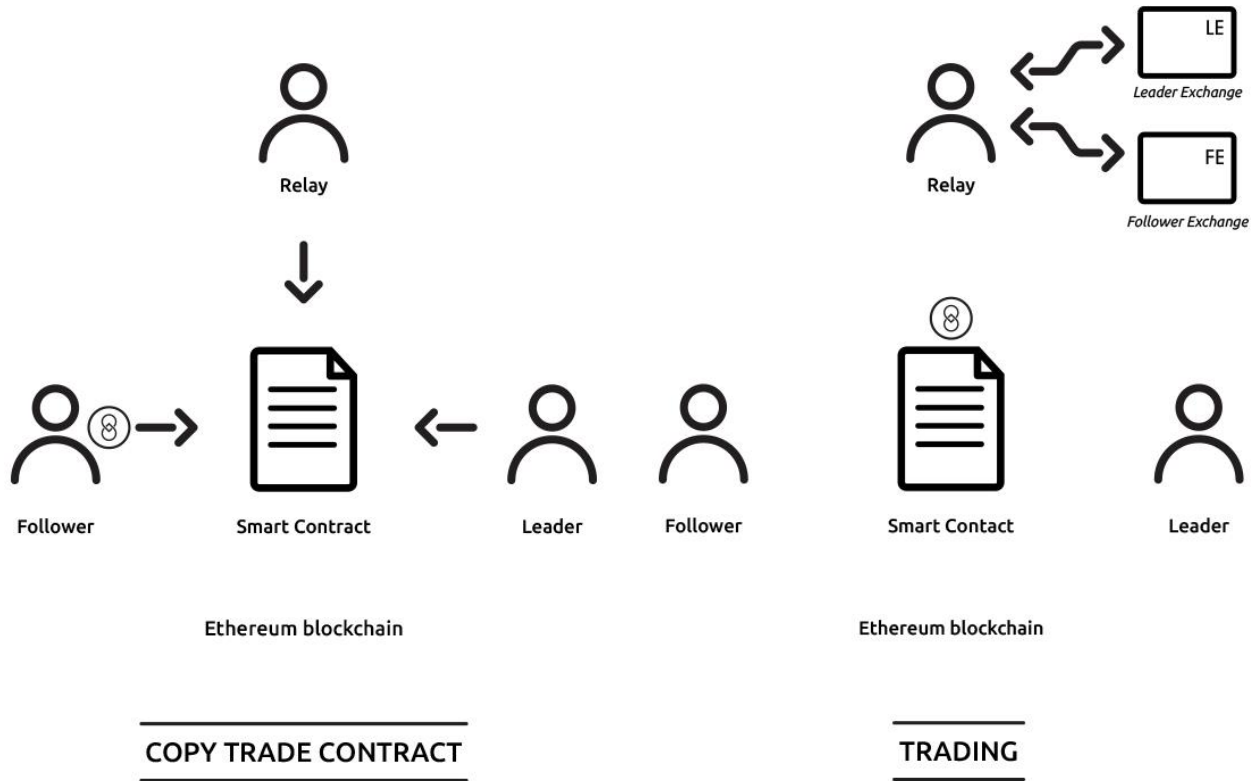 Relay
Follower
Smart Contract
Leader
Ethereum blockchain
COPY TRADE CONTRACT
LE
Leader Exchange
Relay
FE
Follower Exchange
Follower
Smart Contact
Leader
Ethereum blockchain
TRADING